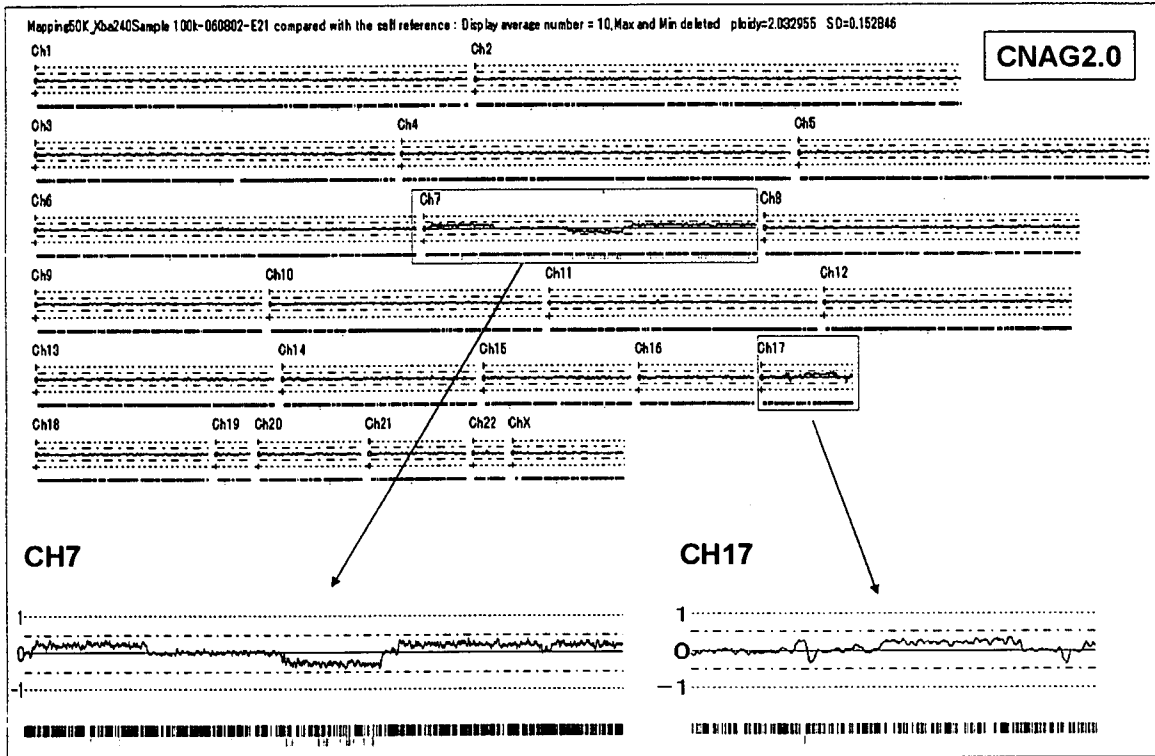 Mapping50K_Xba240Sample 100k-060802-E21 compared with the self reference : Display average number = 10,Max and Min deleted ploidy=2.032955 SD=0.152846
CNAG2.0
Ch1 Ch2
Ch3 Ch4 Ch5
Ch6 Ch7 Ch8
Ch9 Ch10 Ch11 Ch12
Ch13 Ch14 Ch15 Ch16 Ch17
Ch18 Ch19 Ch20 Ch21 Ch22 ChX
CH7 CH17
1 1
0 0
-1 -1